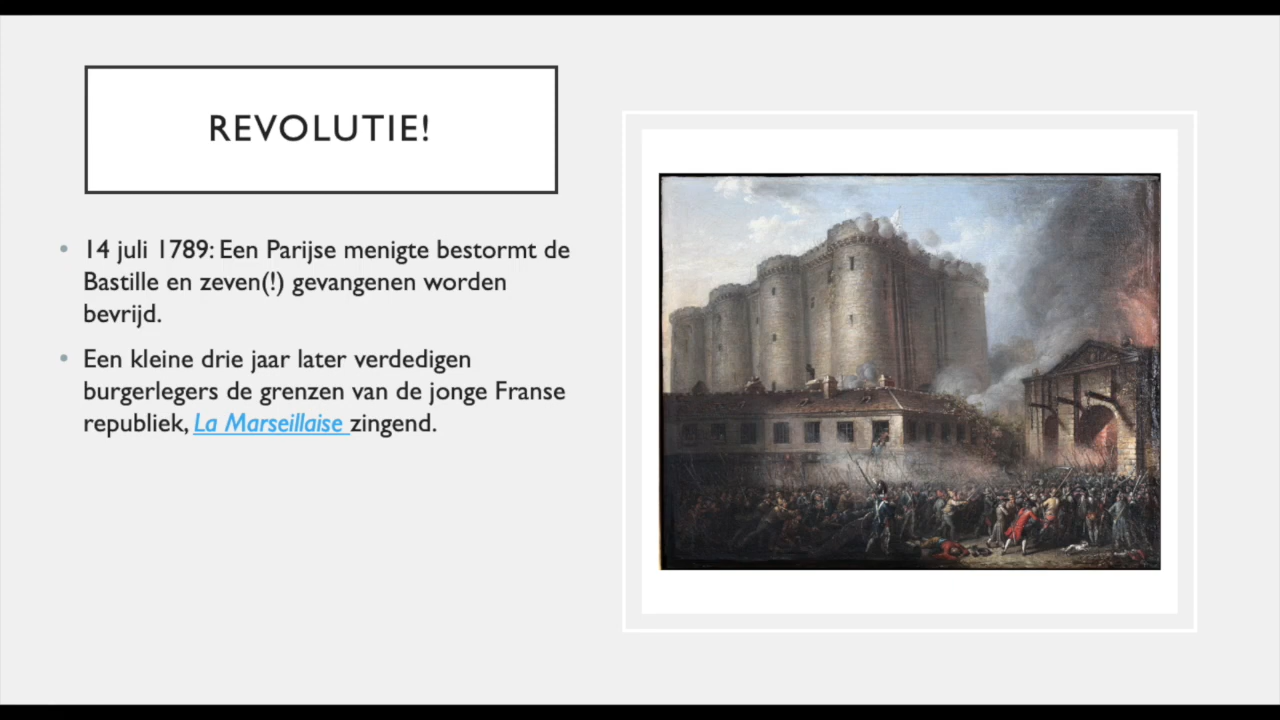 REVOLUTIE!
• 14 juli 1789: Een Parijse menigte bestormt de
Bastille en zeven(!) gevangenen worden
bevrijd.
• Een kleine drie jaar later verdedigen
burgerlegers de grenzen van de jonge Franse
republiek, La Marseillaise zingend.